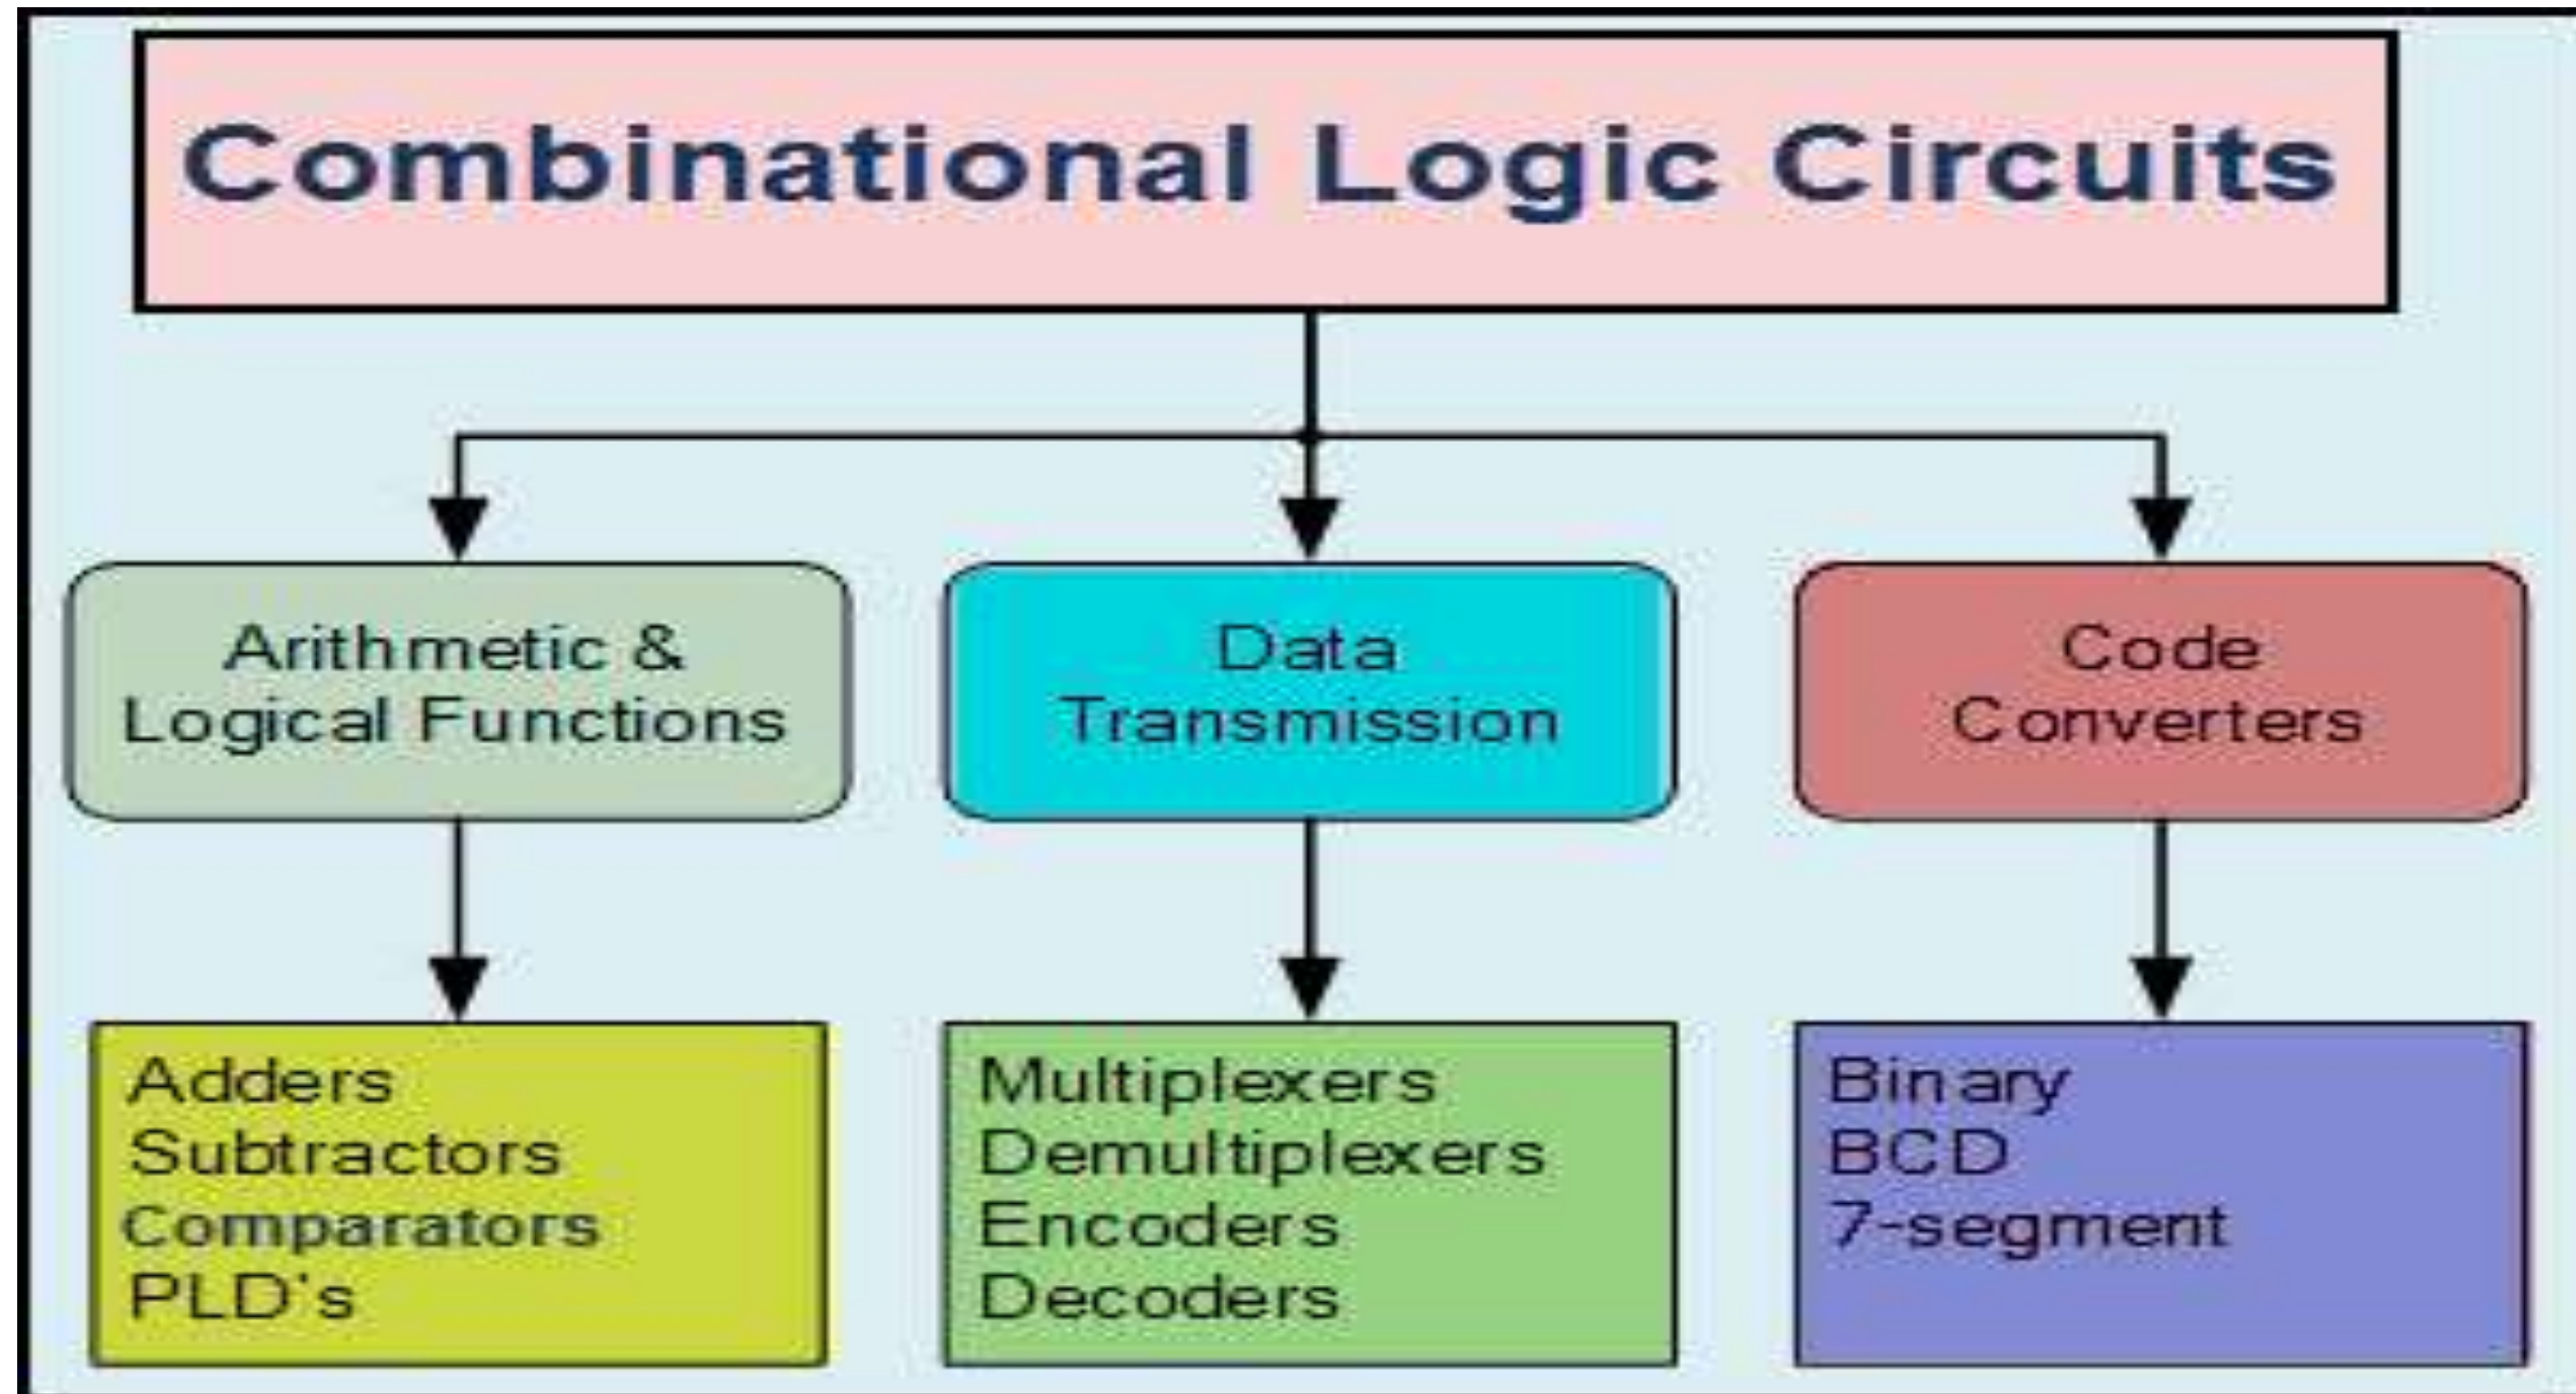 Combinational Logic Circuits
Arithmetic &
Logical Functions
Data
Transmission
Code
Converters
Adders
Subtractors
Comparators
PLD's
Multiplexers
Demultiplexers
Encoders
Decoders
Binary
BCD
7-segment